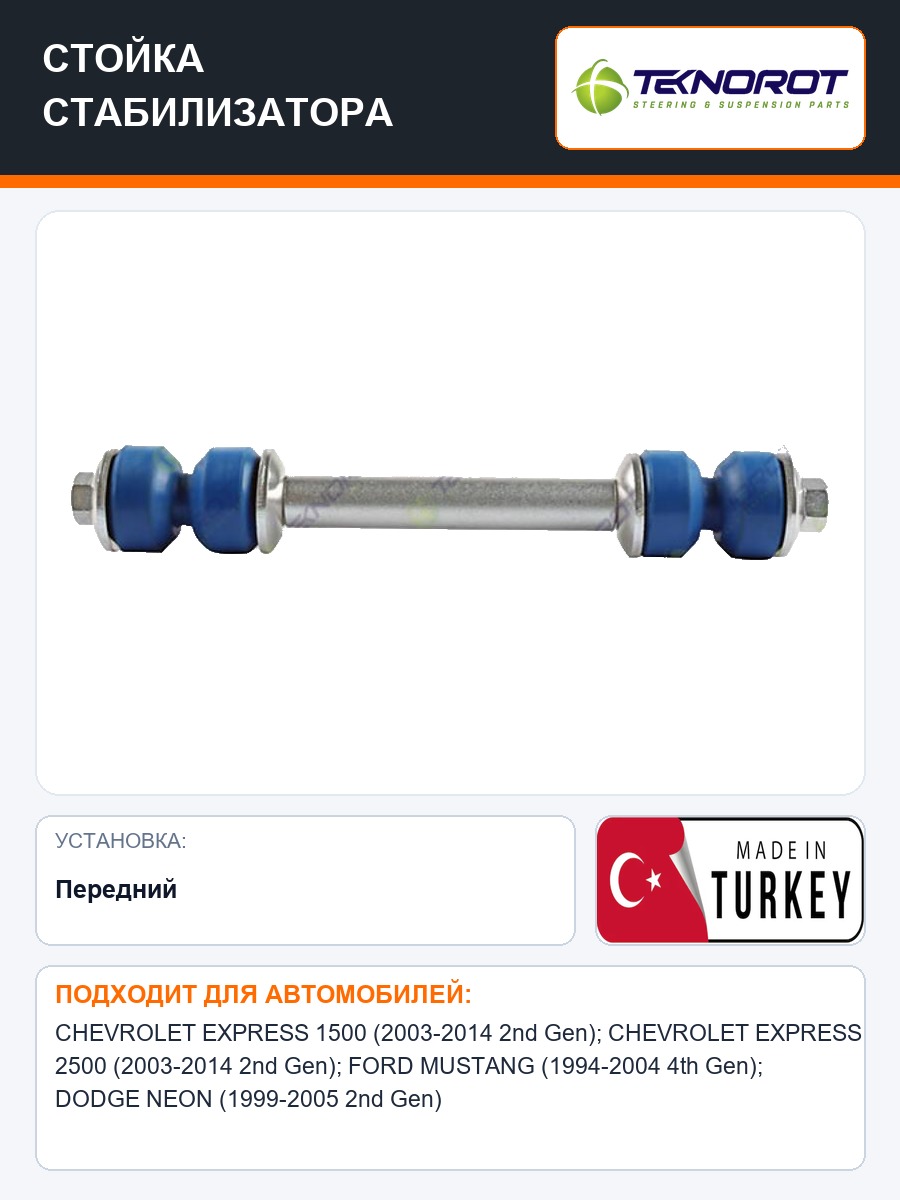 СТОЙКА
СТАБИЛИЗАТОРА
TEKNOROT
STEERING & SUSPENSION PARTS
УСТАНОВКА:
Передний
MADE IN
TURKEY
ПОДХОДИТ ДЛЯ АВТОМОБИЛЕЙ:
CHEVROLET EXPRESS 1500 (2003-2014 2nd Gen); CHEVROLET EXPRESS
2500 (2003-2014 2nd Gen); FORD MUSTANG (1994-2004 4th Gen);
DODGE NEON (1999-2005 2nd Gen)